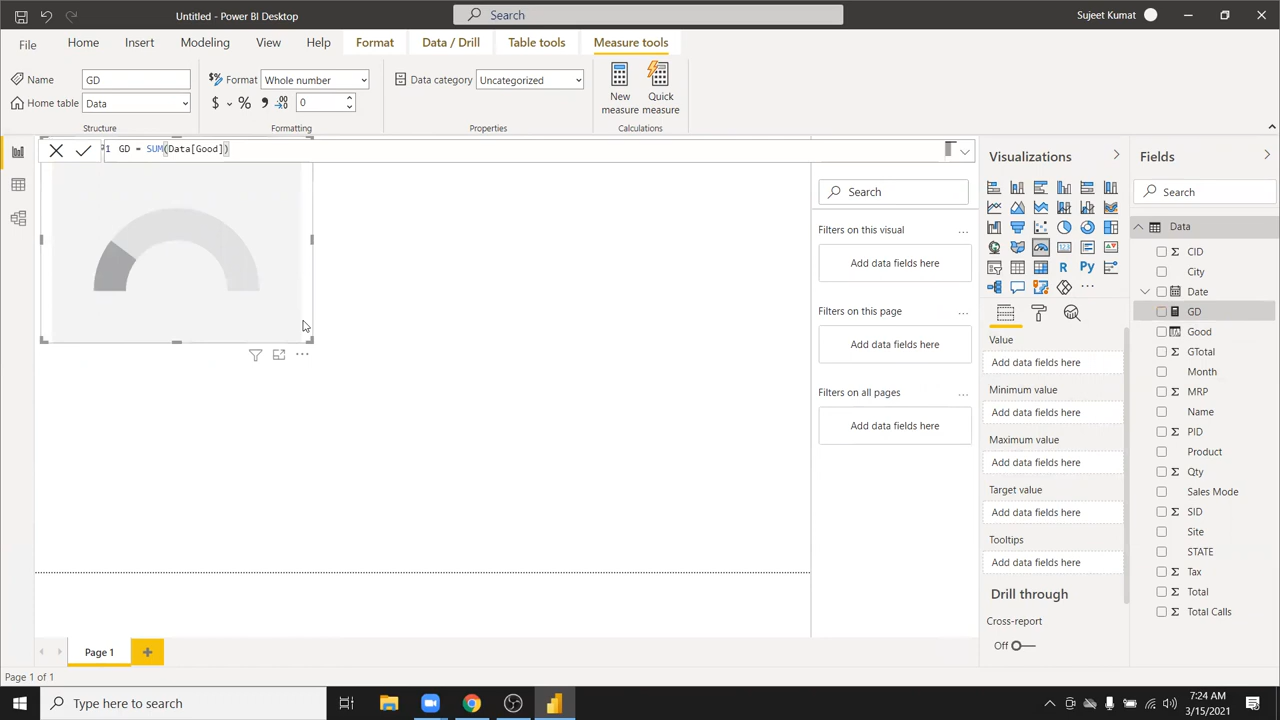 Untitled - Power BI Desktop
Search
Sujeet Kumat
File
Home
Insert
Modeling
View
Help
Format
Data / Drill
Table tools
Measure tools
Name
GD
Format
Whole number
Data category
Uncategorized
New
measure
Quick
measure
Home table
Data
$
%
0
Structure
Formatting
Properties
Calculations
1 GD = SUM(Data[Good])
Search
Filters on this visual
...
Add data fields here
Filters on this page
...
Add data fields here
Filters on all pages
...
Add data fields here
Visualizations
R
Py
...
Value
Add data fields here
Minimum value
Add data fields here
Maximum value
Add data fields here
Target value
Add data fields here
Tooltips
Add data fields here
Drill through
Cross-report
Off
Fields
Search
Data
Σ CID
City
Date
GD
Good
Σ GTotal
Month
Σ MRP
Name
Σ PID
Product
Σ Qty
Sales Mode
Σ SID
Site
STATE
Σ Tax
Σ Total
Σ Total Calls
Page 1
Page 1 of 1
Type here to search
7:24 AM
3/15/2021